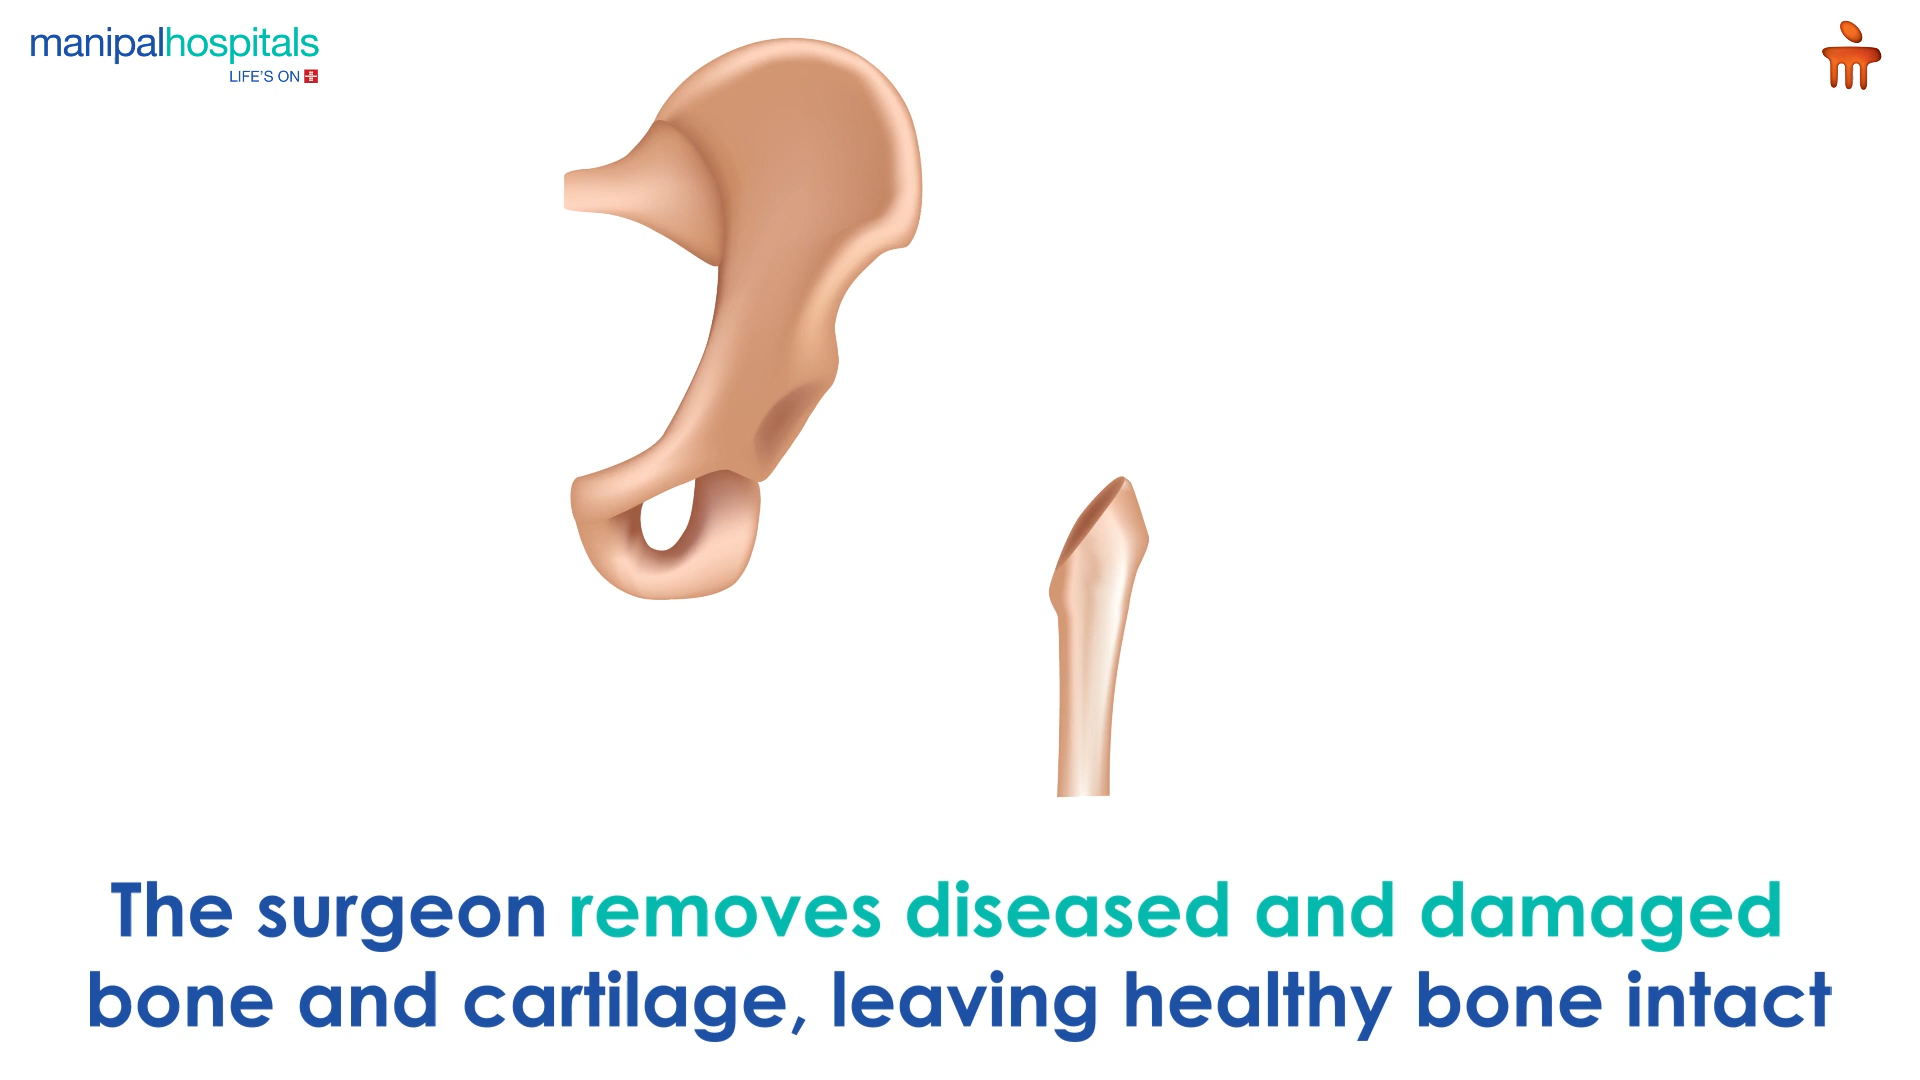 manipalhospitals
LIFE'S ON
The surgeon removes diseased and damaged
bone and cartilage, leaving healthy bone intact